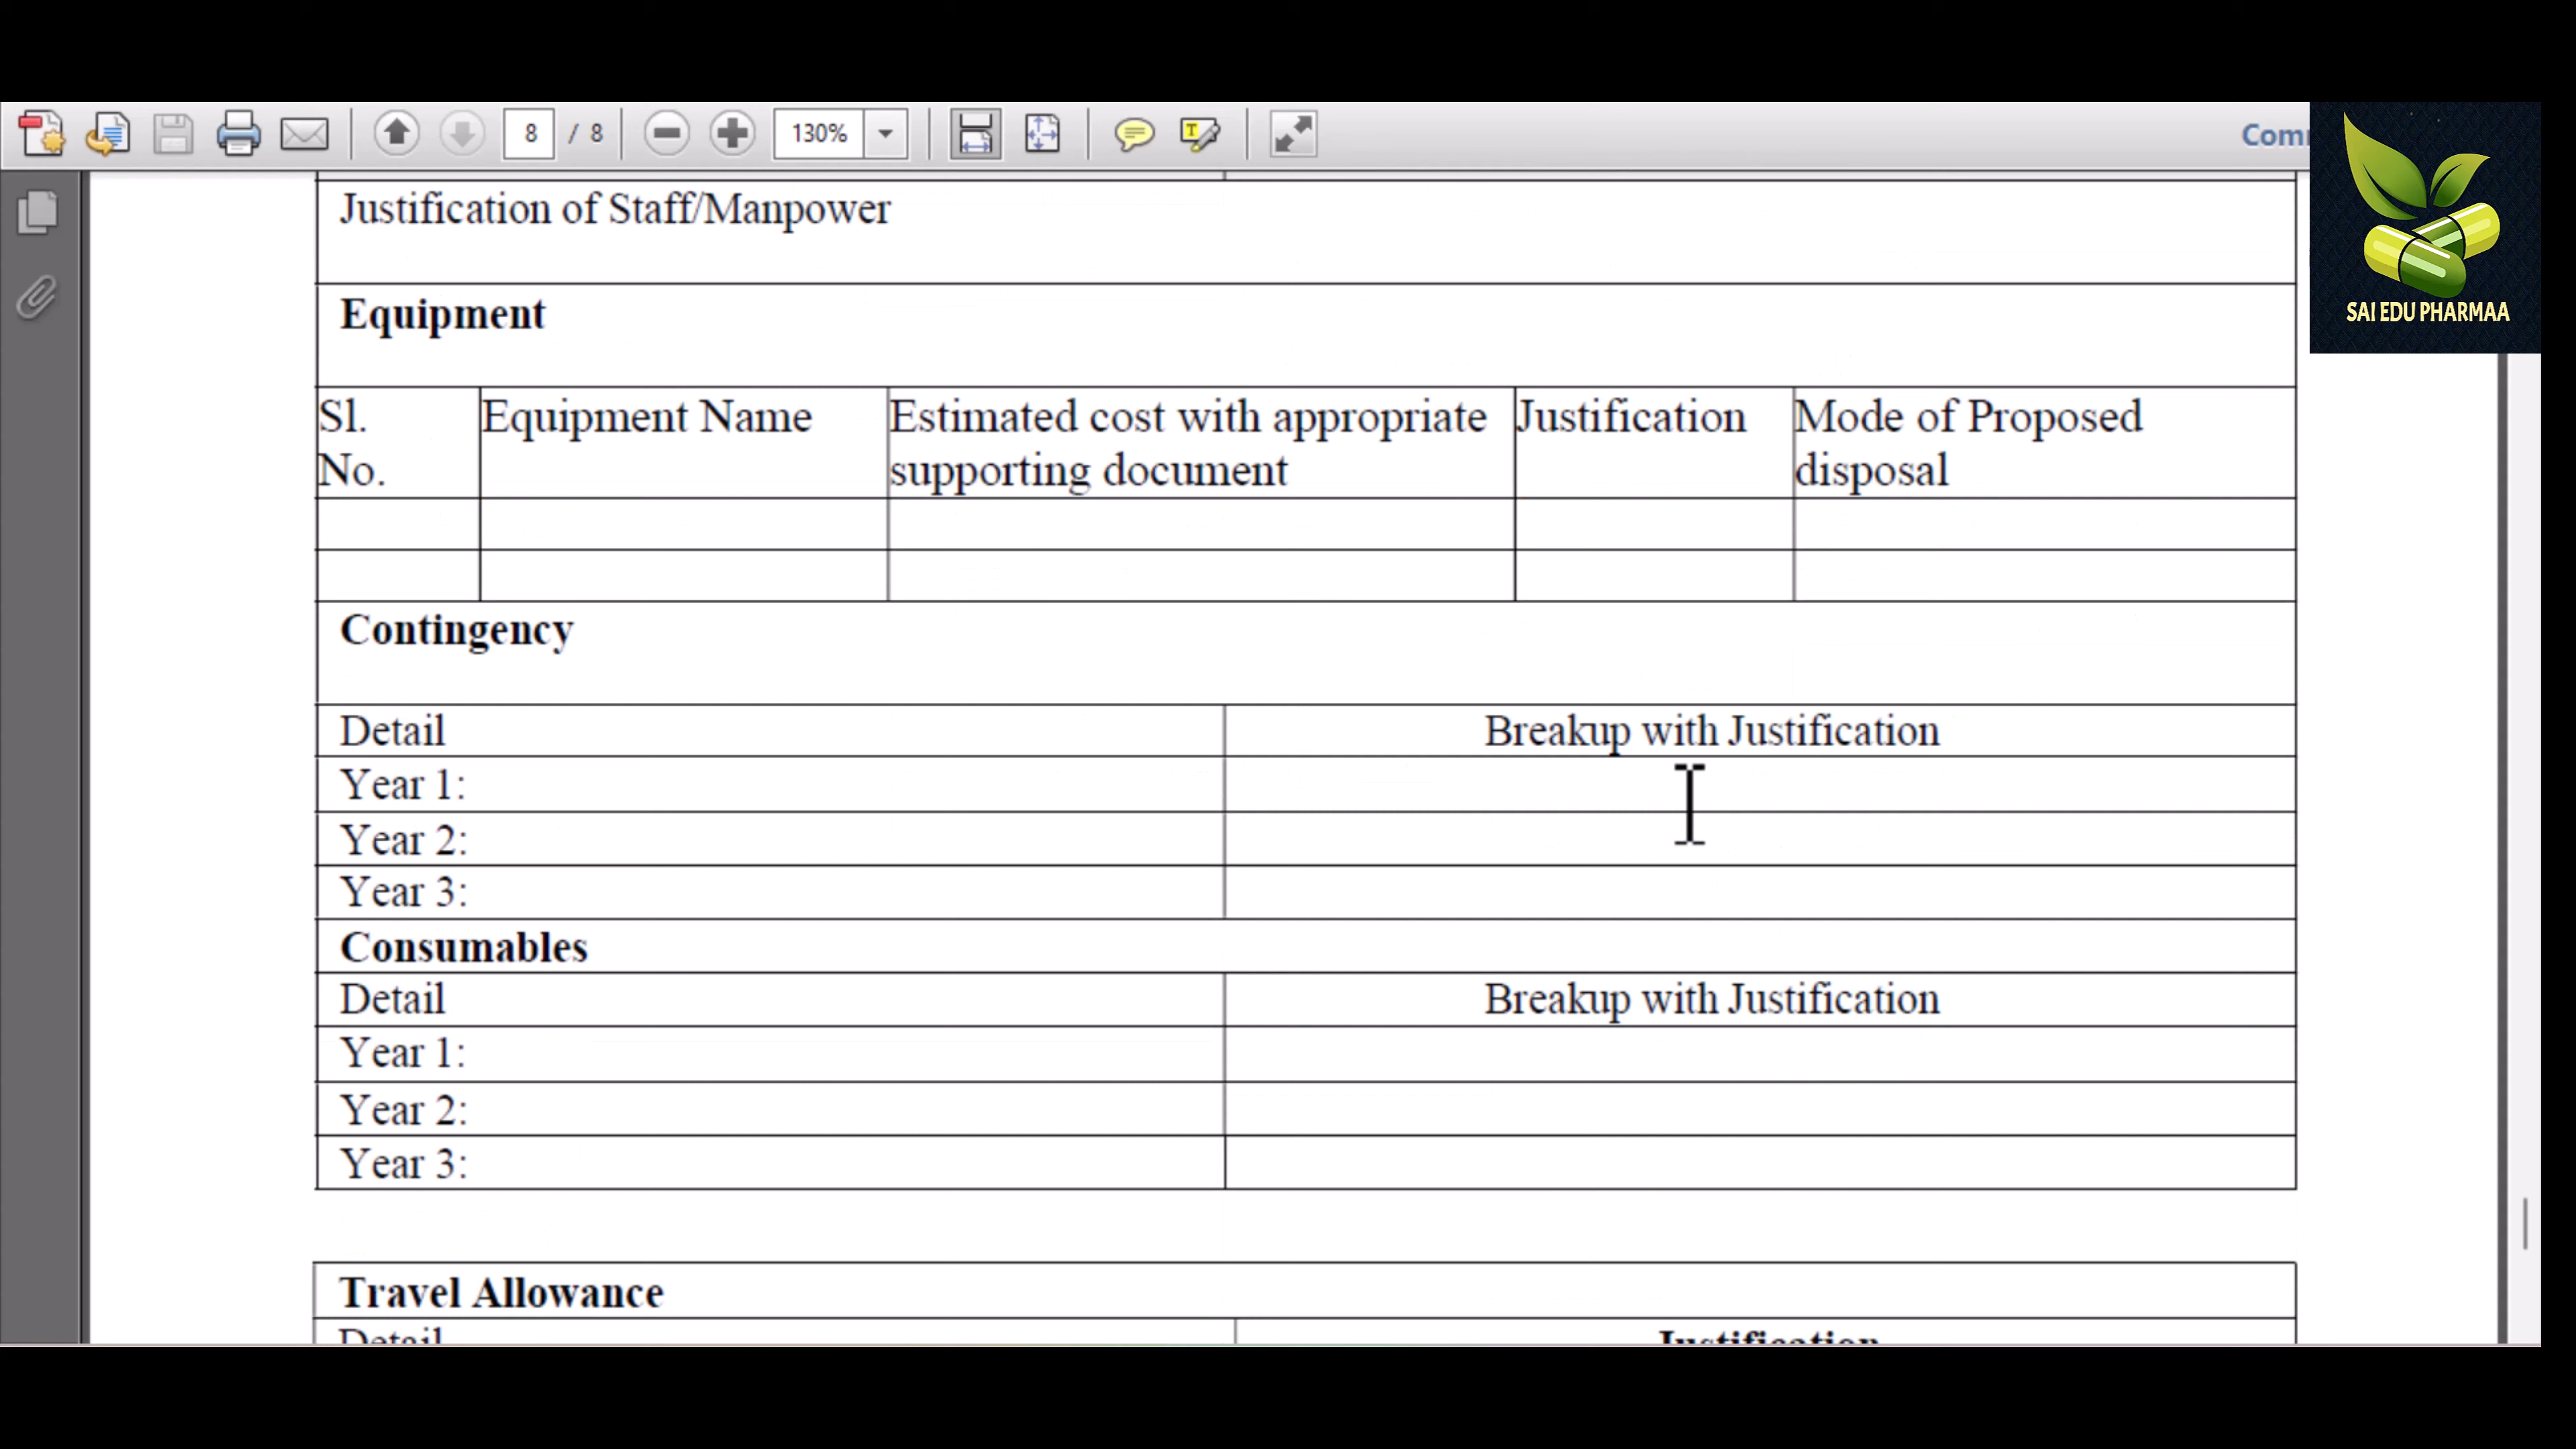 8 / 8 130%
Com
SAI EDU PHARMAA
Justification of Staff/Manpower
Equipment
Sl. No.
Equipment Name
Estimated cost with appropriate supporting document
Justification
Mode of Proposed disposal
Contingency
Detail Breakup with Justification
Year 1:
Year 2:
Year 3:
Consumables
Detail Breakup with Justification
Year 1:
Year 2:
Year 3:
Travel Allowance
Detail Justification